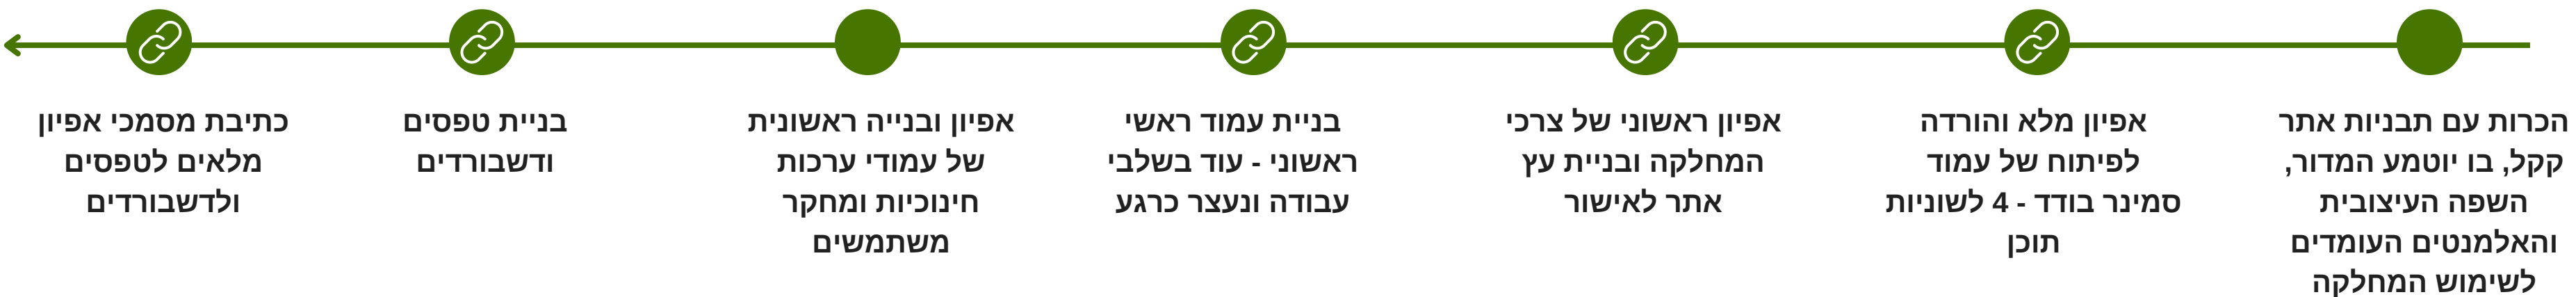 הכרות עם תבניות אתר
קקל, בו יוטמע המדור,
השפה העיצובית
והאלמנטים העומדים
לשימוש המחלקה
אפיון מלא והורדה
לפיתוח של עמוד
סמינר בודד - 4 לשוניות
תוכן
אפיון ראשוני של צרכי
המחלקה ובניית עץ
אתר לאישור
בניית עמוד ראשי
ראשוני - עוד בשלבי
עבודה ונעצר כרגע
אפיון ובנייה ראשונית
של עמודי ערכות
חינוכיות ומחקר
משתמשים
בניית טפסים
ודשבורדים
כתיבת מסמכי אפיון
מלאים לטפסים
ולדשבורדים